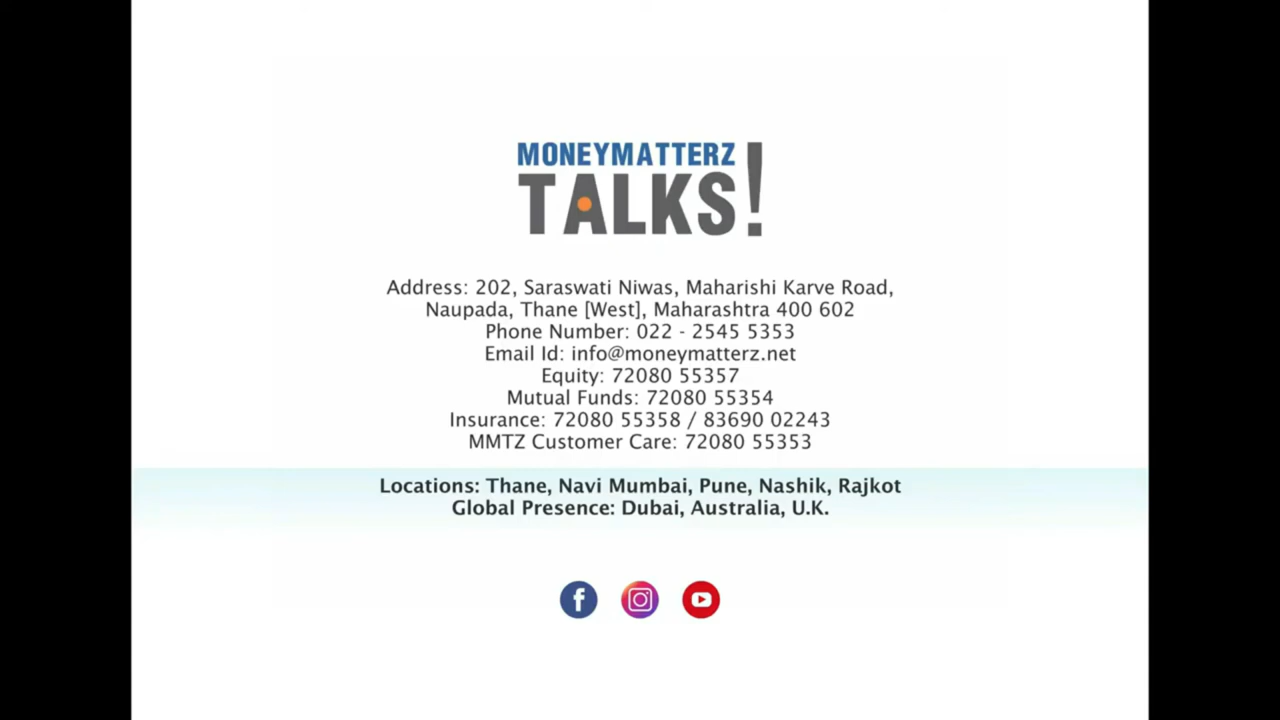 MONEYMATTERZ
TALKS!
Address: 202, Saraswati Niwas, Maharishi Karve Road,
Naupada, Thane [West], Maharashtra 400 602
Phone Number: 022 - 2545 5353
Email Id: info@moneymatterz.net
Equity: 72080 55357
Mutual Funds: 72080 55354
Insurance: 72080 55358 / 83690 02243
MMTZ Customer Care: 72080 55353
Locations: Thane, Navi Mumbai, Pune, Nashik, Rajkot
Global Presence: Dubai, Australia, U.K.